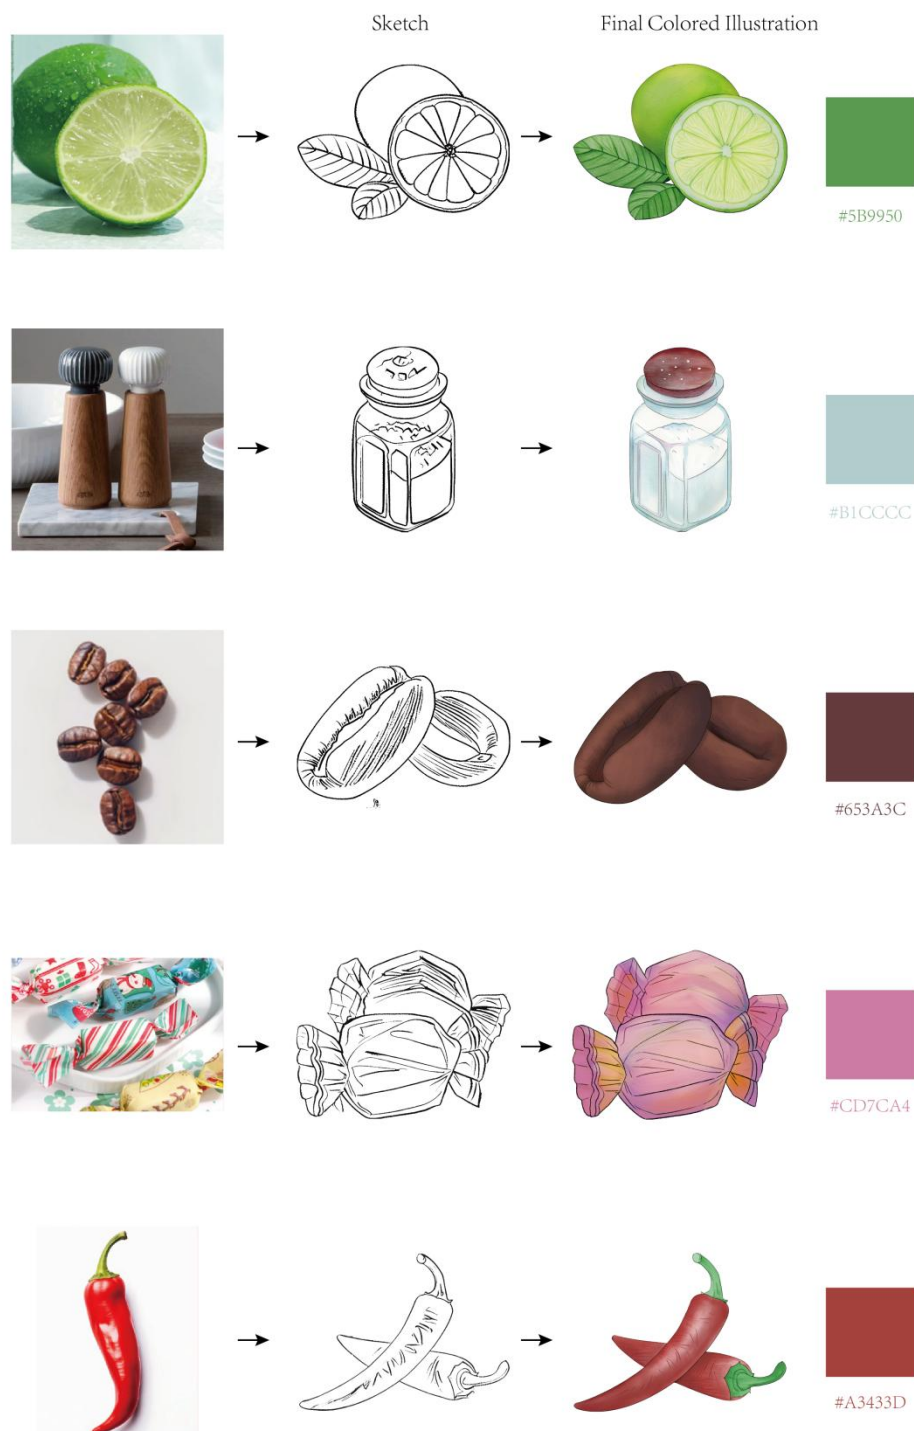 Sketch
Final Colored Illustration
#5B9950
#B1CCCC
#653A3C
#CD7CA4
#A3433D